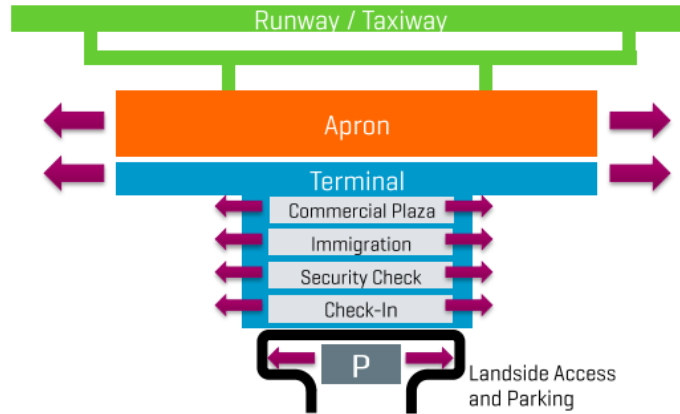 Runway / Taxiway
Apron
Terminal
Commercial Plaza
Immigration
Security Check
Check-In
P
Landside Access
and Parking